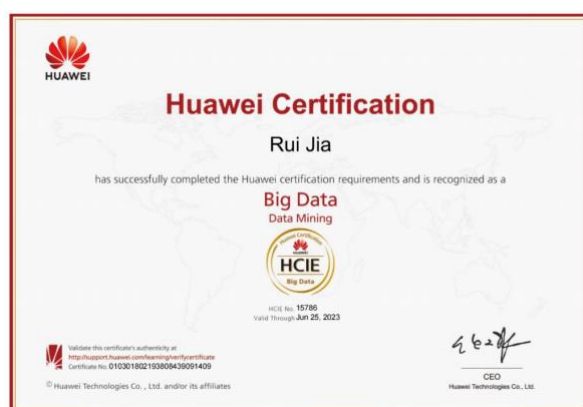 HUAWEI
Huawei Certification
Rui Jia
has successfully completed the Huawei certification requirements and is recognized as a
Big Data
Data Mining
Huawei Certification
HCIE
Big Data
HCIE No. 15786
Valid Through Jun 25, 2023
Validate this certificate's authenticity at
http://support.huawei.com/learning/verifycertificate
Certificate No. 010301802193808439091409
© Huawei Technologies Co., Ltd. and/or its affiliates
CEO
Huawei Technologies Co., Ltd.